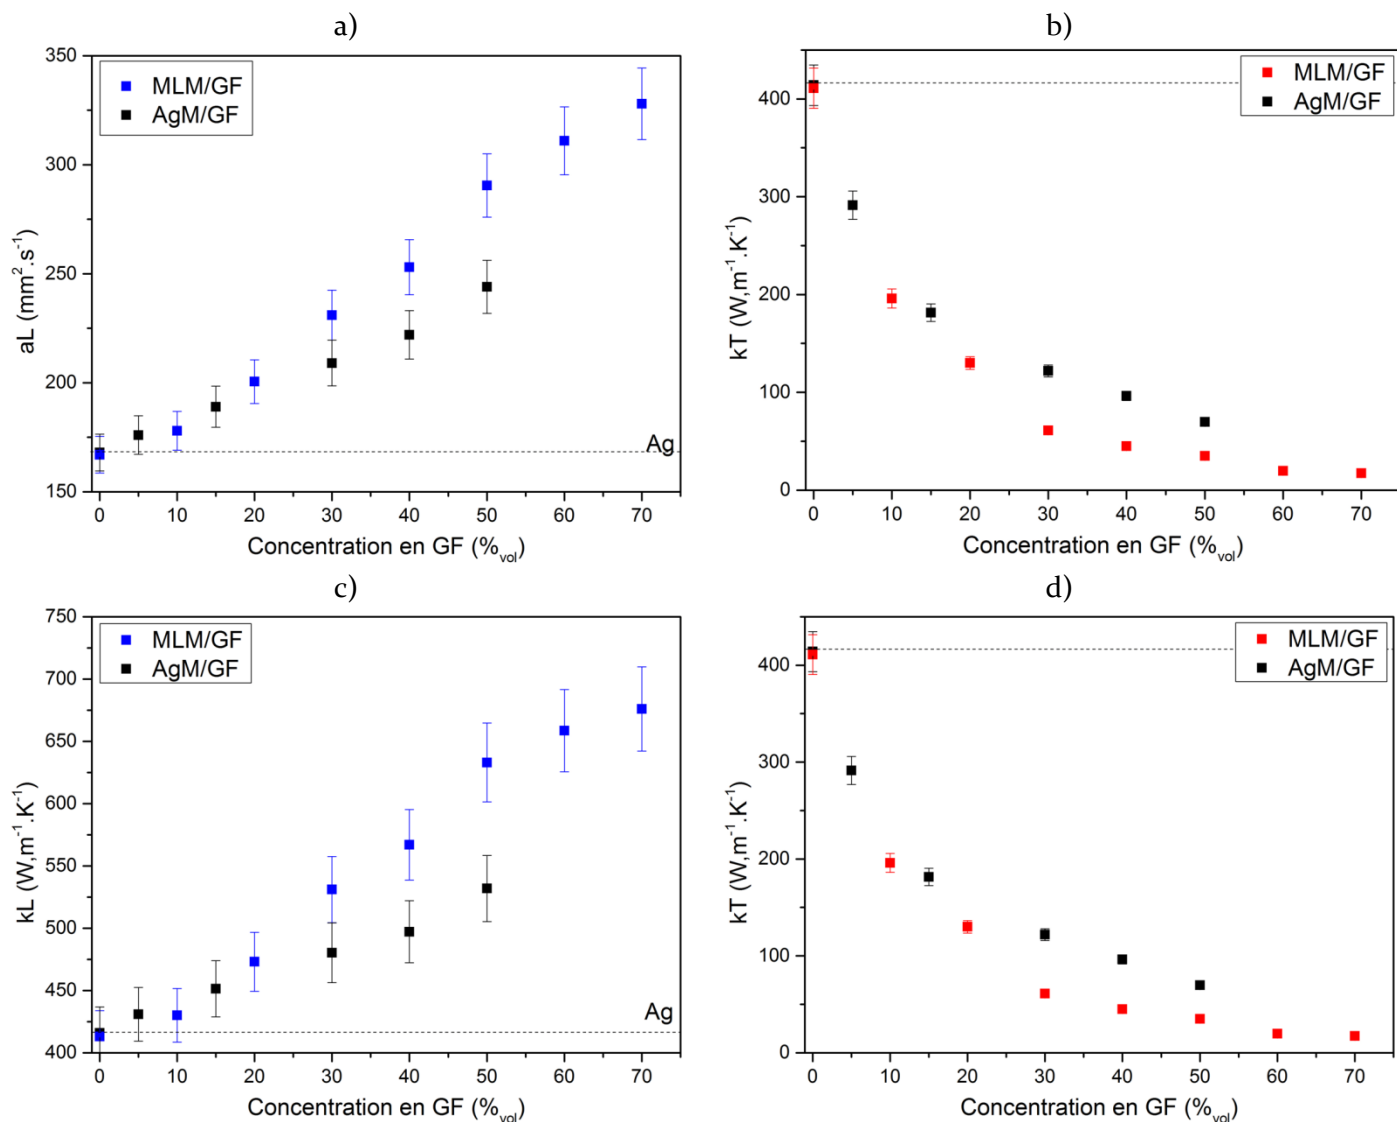 a)
350
300
250
200
150
aL (mm².s⁻¹)
MLM/GF
AgM/GF
Ag
0 10 20 30 40 50 60 70
Concentration en GF (%vol)
b)
400
300
200
100
0
kT (W,m⁻¹.K⁻¹)
MLM/GF
AgM/GF
0 10 20 30 40 50 60 70
Concentration en GF (%vol)
c)
750
700
650
600
550
500
450
400
kL (W,m⁻¹.K⁻¹)
MLM/GF
AgM/GF
Ag
0 10 20 30 40 50 60 70
Concentration en GF (%vol)
d)
400
300
200
100
0
kT (W,m⁻¹.K⁻¹)
MLM/GF
AgM/GF
0 10 20 30 40 50 60 70
Concentration en GF (%vol)